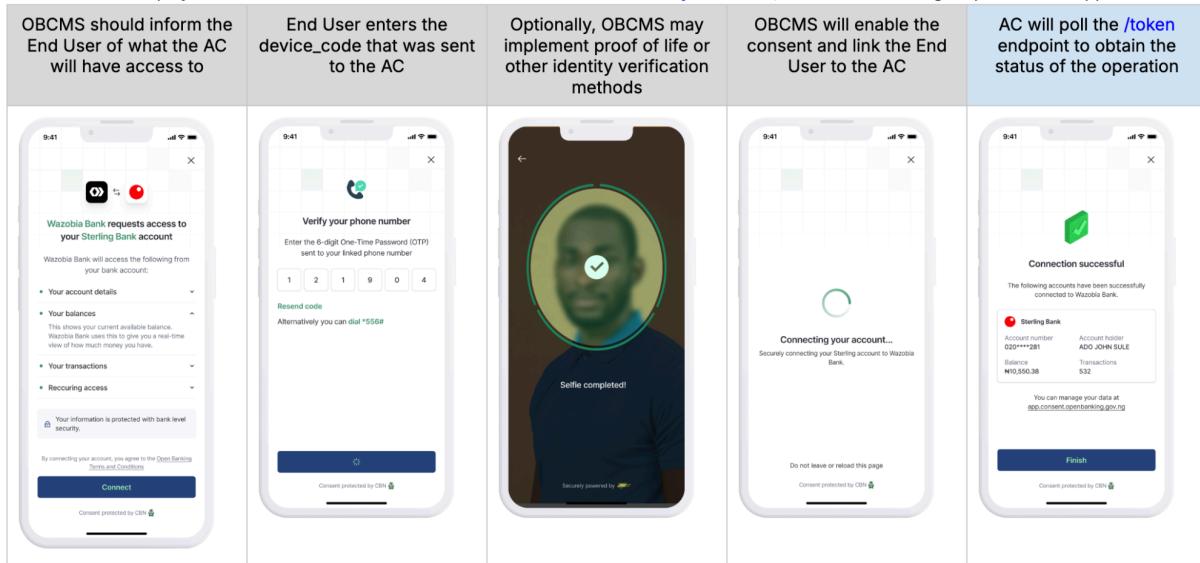 OBCMS should inform the
End User of what the AC
will have access to
End User enters the
device_code that was sent
to the AC
Optionally, OBCMS may
implement proof of life or
other identity verification
methods
OBCMS will enable the
consent and link the End
User to the AC
AC will poll the /token
endpoint to obtain the
status of the operation
9:41
Wazobia Bank requests access to
your Sterling Bank account
Wazobia Bank will access the following from
your bank account:
Your account details
Your balances
This shows your current available balance.
Wazobia Bank uses this to give you a real-time
view of how much money you have.
Your transactions
Reccuring access
Your information is protected with bank level
security.
By connecting your account, you agree to the Open Banking
Terms and Conditions
Connect
Consent protected by CBN
9:41
Verify your phone number
Enter the 6-digit One-Time Password (OTP)
sent to your linked phone number
1 2 1 9 0 4
Resend code
Alternatively you can dial *556#
Consent protected by CBN
Selfie completed!
Securely powered by
9:41
Connecting your account...
Securely connecting your Sterling account to Wazobia
Bank.
Do not leave or reload this page
Consent protected by CBN
9:41
Connection successful
The following accounts have been successfully
connected to Wazobia Bank.
Sterling Bank
Account number Account holder
020****281 ADO JOHN SULE
Balance Transactions
₦10,550.38 532
You can manage your data at
app.consent.openbanking.gov.ng
Finish
Consent protected by CBN